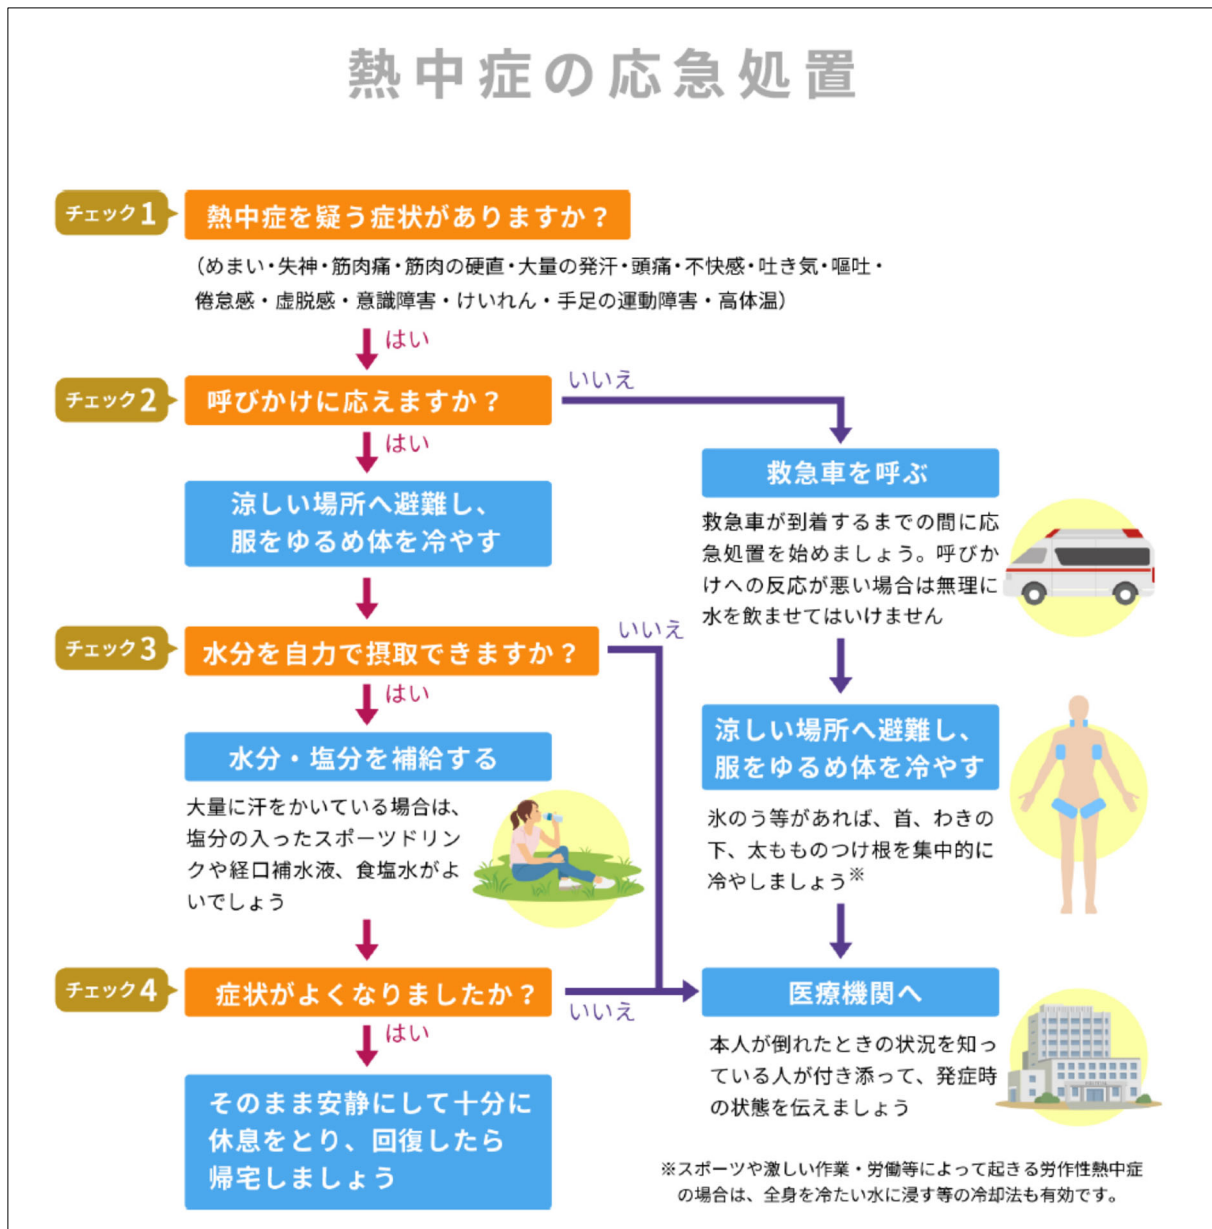 熱中症の応急処置
チェック1
熱中症を疑う症状がありますか？
（めまい・失神・筋肉痛・筋肉の硬直・大量の発汗・頭痛・不快感・吐き気・嘔吐・
倦怠感・虚脱感・意識障害・けいれん・手足の運動障害・高体温）
はい
チェック2
呼びかけに応えますか？
いいえ
はい
涼しい場所へ避難し、
服をゆるめ体を冷やす
救急車を呼ぶ
救急車が到着するまでの間に応
急処置を始めましょう。呼びか
けへの反応が悪い場合は無理に
水を飲ませてはいけません
チェック3
水分を自力で摂取できますか？
いいえ
はい
水分・塩分を補給する
大量に汗をかいている場合は、
塩分の入ったスポーツドリン
クや経口補水液、食塩水がよ
いでしょう
涼しい場所へ避難し、
服をゆるめ体を冷やす
氷のう等があれば、首、わきの
下、太もものつけ根を集中的に
冷やしましょう※
チェック4
症状がよくなりましたか？
いいえ
はい
そのまま安静にして十分に
休息をとり、回復したら
帰宅しましょう
医療機関へ
本人が倒れたときの状況を知っ
ている人が付き添って、発症時
の状態を伝えましょう
※スポーツや激しい作業・労働等によって起きる労作性熱中症
の場合は、全身を冷たい水に浸す等の冷却法も有効です。